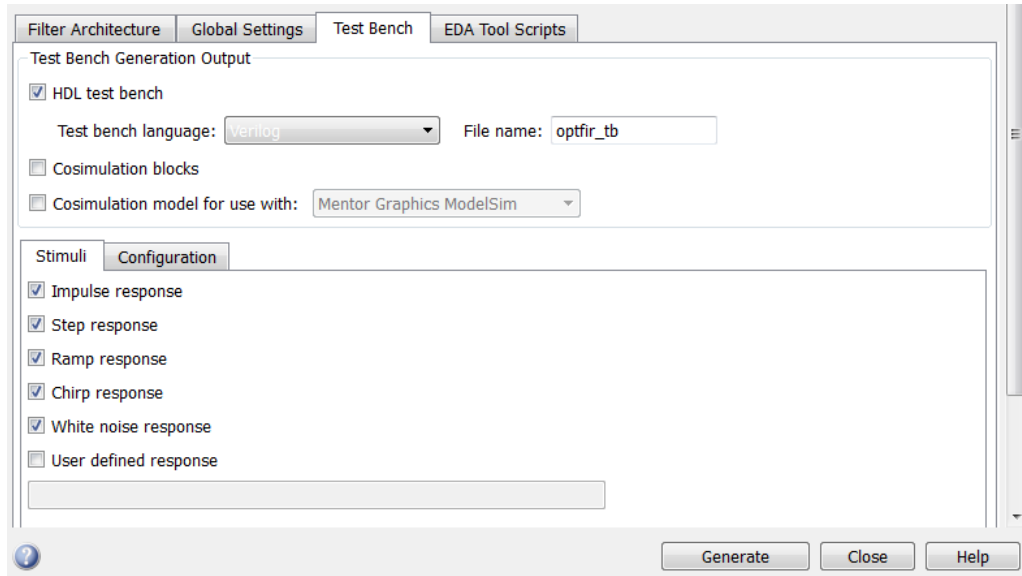 Filter Architecture Global Settings Test Bench EDA Tool Scripts
Test Bench Generation Output
HDL test bench
Test bench language: Verilog File name: optfir_tb
Cosimulation blocks
Cosimulation model for use with: Mentor Graphics ModelSim
Stimuli Configuration
Impulse response
Step response
Ramp response
Chirp response
White noise response
User defined response
? Generate Close Help